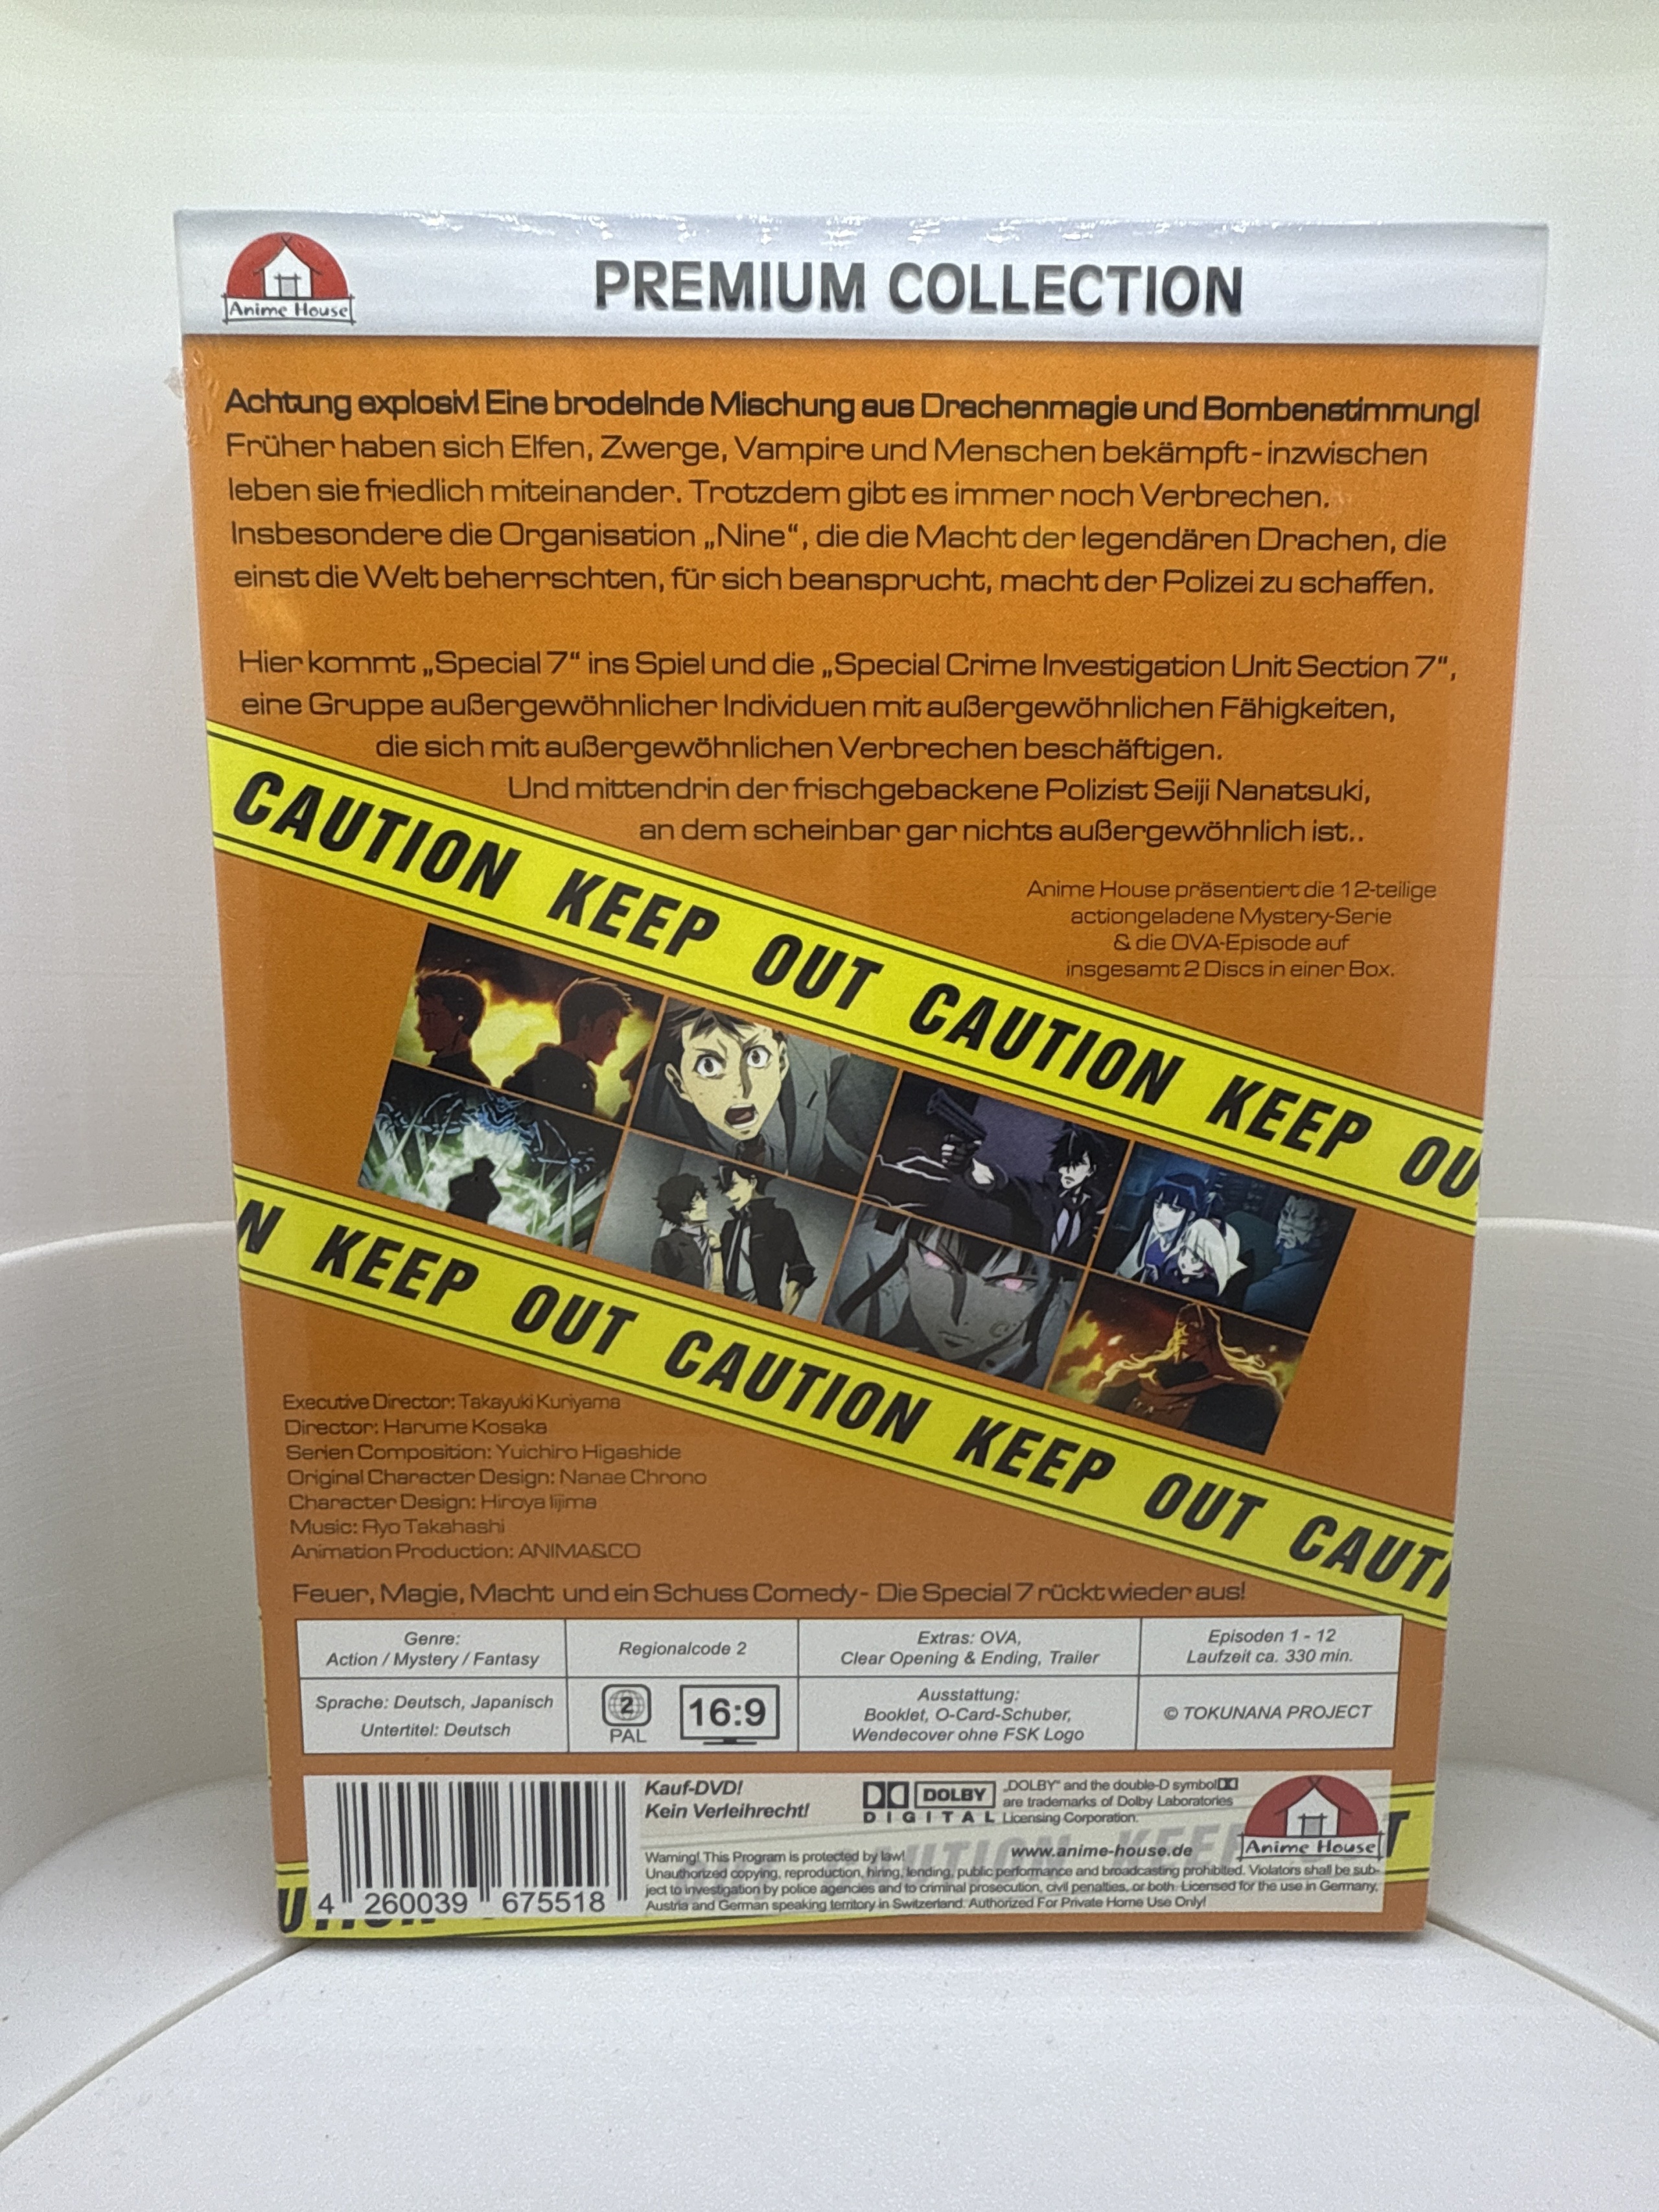 Anime House
PREMIUM COLLECTION
Achtung explosiv! Eine brodelnde Mischung aus Drachenmagie und Bombenstimmung!
Früher haben sich Elfen, Zwerge, Vampire und Menschen bekämpft - inzwischen
leben sie friedlich miteinander. Trotzdem gibt es immer noch Verbrechen.
Insbesondere die Organisation „Nine“, die die Macht der legendären Drachen, die
einst die Welt beherrschten, für sich beansprucht, macht der Polizei zu schaffen.
Hier kommt „Special 7“ ins Spiel und die „Special Crime Investigation Unit Section 7“,
eine Gruppe außergewöhnlicher Individuen mit außergewöhnlichen Fähigkeiten,
die sich mit außergewöhnlichen Verbrechen beschäftigen.
Und mittendrin der frischgebackene Polizist Seiji Nanatsuki,
an dem scheinbar gar nichts außergewöhnlich ist..
Anime House präsentiert die 12-teilige
actiongeladene Mystery-Serie
& die OVA-Episode auf
insgesamt 2 Discs in einer Box.
CAUTION KEEP OUT CAUTION KEEP OU
N KEEP OUT CAUTION KEEP OUT CAUTI
Executive Director: Takayuki Kuriyama
Director: Harume Kosaka
Serien Composition: Yuichiro Higashide
Original Character Design: Nanae Chrono
Character Design: Hiroya Iijima
Music: Ryo Takahashi
Animation Production: ANIMA&CO
Feuer, Magie, Macht und ein Schuss Comedy - Die Special 7 rückt wieder aus!
Genre:
Action / Mystery / Fantasy
Regionalcode 2
Extras: OVA,
Clear Opening & Ending, Trailer
Episoden 1 - 12
Laufzeit ca. 330 min.
Sprache: Deutsch, Japanisch
Untertitel: Deutsch
2
PAL
16:9
Ausstattung:
Booklet, O-Card-Schuber,
Wendecover ohne FSK Logo
© TOKUNANA PROJECT
4 260039 675518
Kauf-DVD!
Kein Verleihrecht!
DOLBY
DIGITAL
„DOLBY“ and the double-D symbol
are trademarks of Dolby Laboratories
Licensing Corporation.
www.anime-house.de
Anime House
Warning! This Program is protected by law!
Unauthorized copying, reproduction, hiring, lending, public performance and broadcasting prohibited. Violators shall be sub-
ject to investigation by police agencies and to criminal prosecution, civil penalties, or both. Licensed for the use in Germany,
Austria and German speaking territory in Switzerland. Authorized For Private Home Use Only!